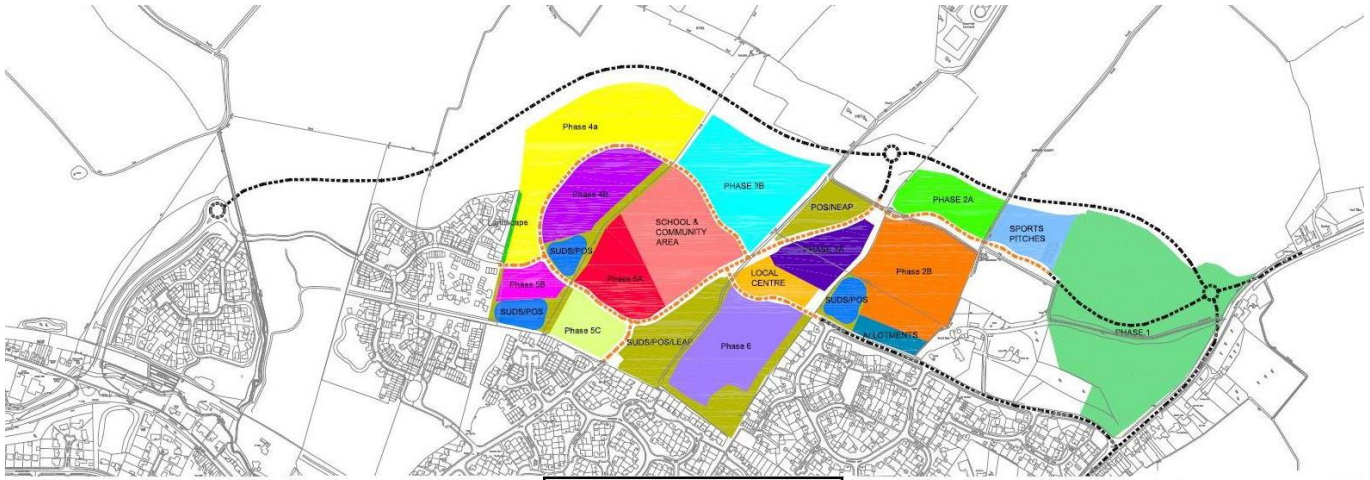 Phase 4a
PHASE 3B
Phase 4B
POS/NEAP
PHASE 2A
Landscape
SCHOOL &
COMMUNITY
AREA
SPORTS
PITCHES
SUDS/POS
PHASE 3A
LOCAL
CENTRE
Phase 2B
Phase 5B
Phase 5A
SUDS/POS
SUDS/POS
Phase 5C
SUDS/POS/LEAP
Phase 6
ALLOTMENTS
PHASE 1